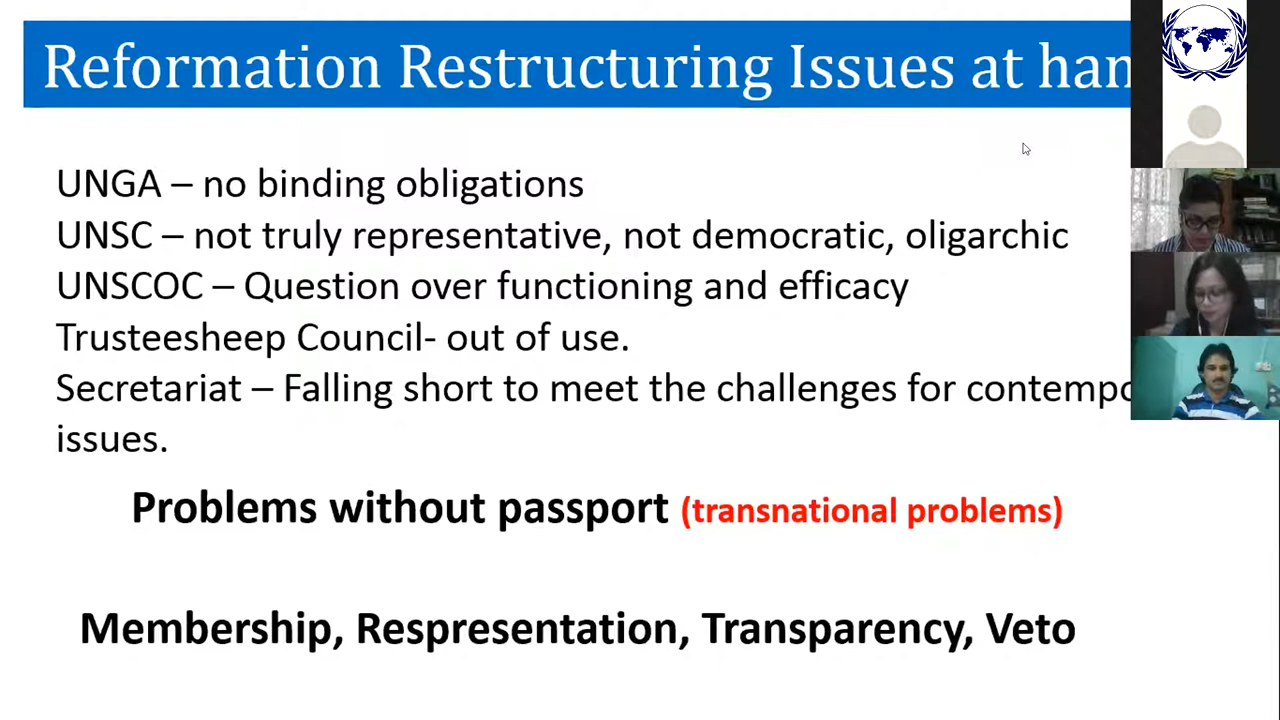 Reformation Restructuring Issues at han
UNGA – no binding obligations
UNSC – not truly representative, not democratic, oligarchic
UNSCOC – Question over functioning and efficacy
Trusteesheep Council- out of use.
Secretariat – Falling short to meet the challenges for contempo
issues.
Problems without passport (transnational problems)
Membership, Respresentation, Transparency, Veto